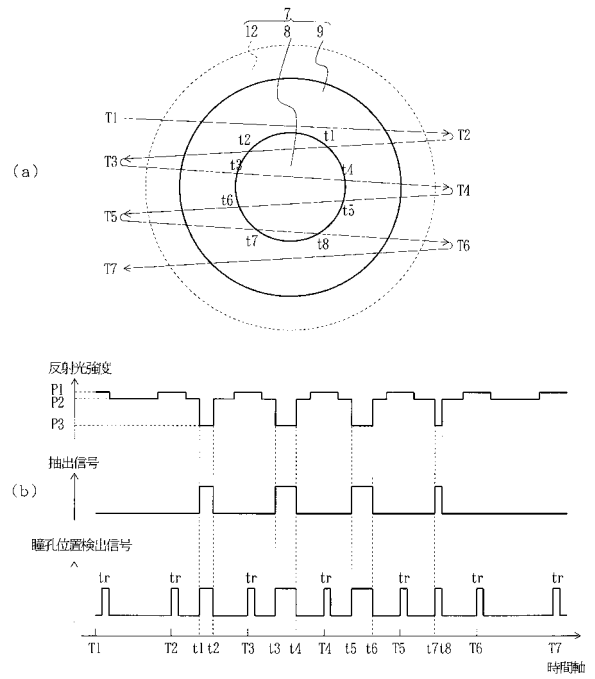 7
12 8 9
T1
t1
T2
t2
(a)
T3
t3
t4
T4
t6
t5
T5
t7
t8
T6
T7
反射光強度
P1
P2
P3
抽出信号
(b)
瞳孔位置検出信号
tr tr tr tr tr tr tr
T1 T2 t1 t2 T3 t3 t4 T4 t5 t6 T5 t7 t8 T6 T7
時間軸